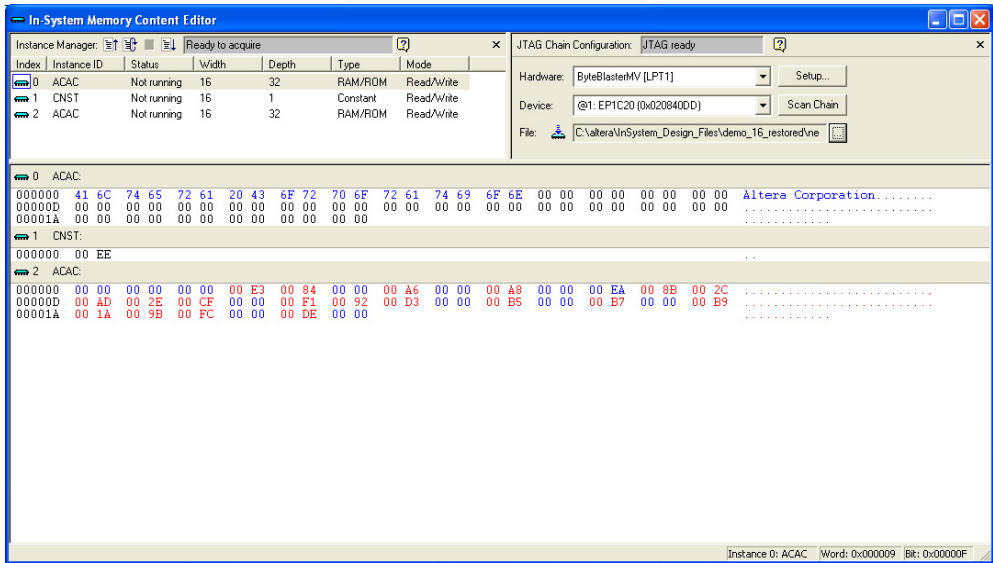 In-System Memory Content Editor
Instance Manager: Ready to acquire
Index Instance ID Status Width Depth Type Mode
0 ACAC Not running 16 32 RAM/ROM Read/Write
1 CNST Not running 16 1 Constant Read/Write
2 ACAC Not running 16 32 RAM/ROM Read/Write
JTAG Chain Configuration: JTAG ready
Hardware: ByteBlasterMV [LPT1] Setup...
Device: @1: EP1C20 (0x020840DD) Scan Chain
File: C:\altera\InSystem_Design_Files\demo_16_restored\ne ...
0 ACAC:
000000 41 6C 74 65 72 61 20 43 6F 72 70 6F 72 61 74 69 6F 6E 00 00 00 00 00 00 00 00 Altera Corporation........
00000D 00 00 00 00 00 00 00 00 00 00 00 00 00 00 00 00 00 00 00 00 00 00 00 00 00 00 ..........................
00001A 00 00 00 00 00 00 00 00 00 00 00 00 ............
1 CNST:
000000 00 EE ..
2 ACAC:
000000 00 00 00 00 00 00 00 E3 00 84 00 00 00 A6 00 00 00 A8 00 00 00 EA 00 8B 00 2C .........................,
00000D 00 AD 00 2E 00 CF 00 00 00 F1 00 92 00 D3 00 00 00 B5 00 00 00 B7 00 00 00 B9 ..........................
00001A 00 1A 00 9B 00 FC 00 00 00 DE 00 00 ............
Instance 0: ACAC Word: 0x000009 Bit: 0x00000F